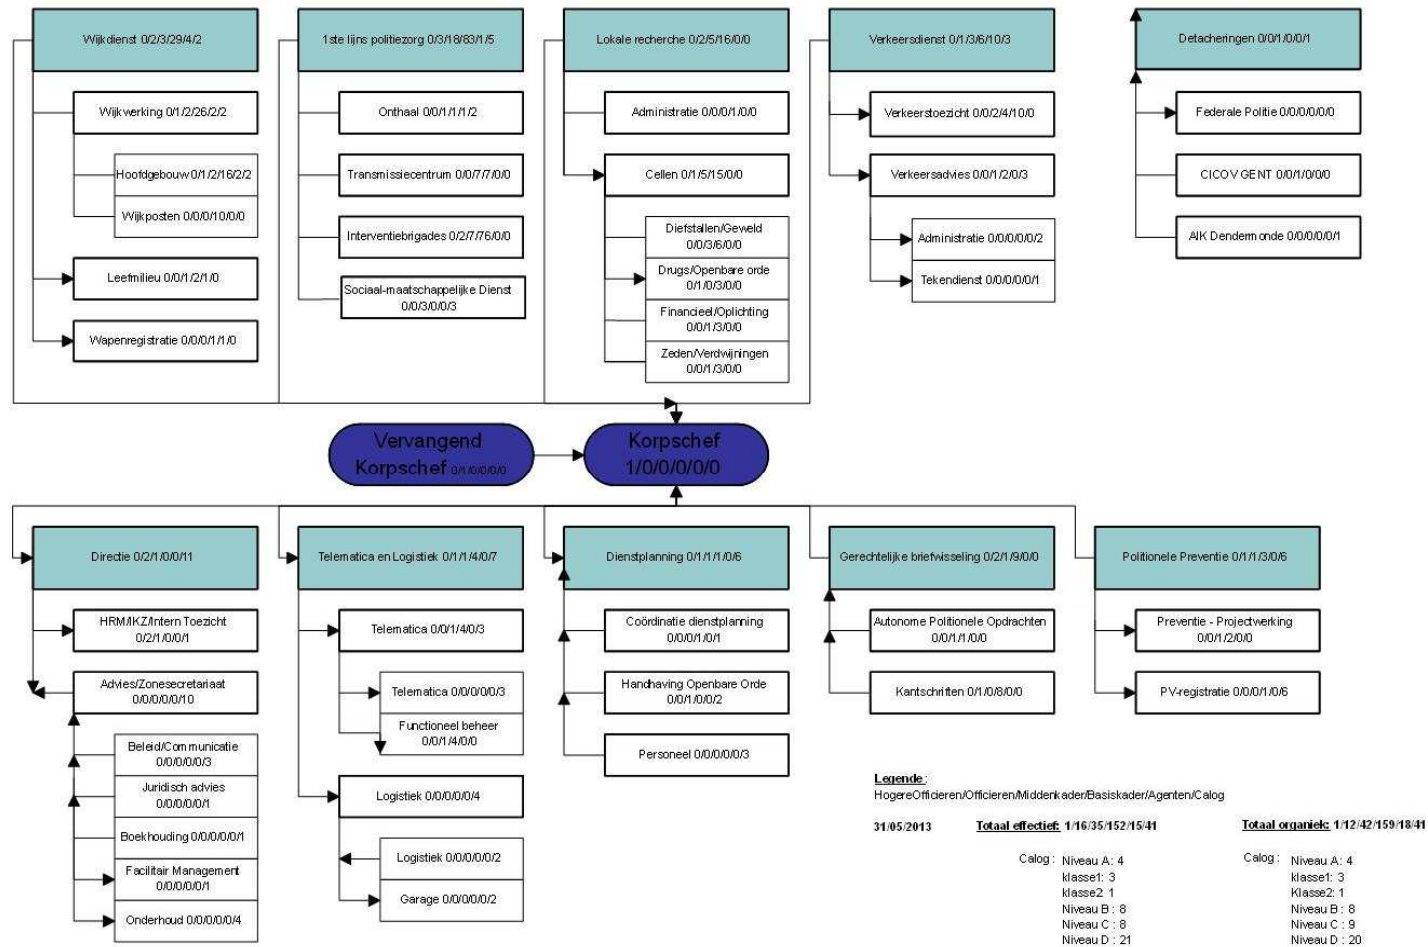 Wijkdienst 0/2/3/29/4/2
Wijkwerking 0/1/2/26/2/2
Hoofdgebouw 0/1/2/16/2/2
Wijkposten 0/0/0/10/0/0
Leefmilieu 0/0/1/2/1/0
Wapenregistratie 0/0/0/1/1/0
1ste lijns politiezorg 0/3/18/83/1/5
Onthaal 0/0/1/1/1/2
Transmissiecentrum 0/0/7/7/0/0
Interventiebrigades 0/2/7/76/0/0
Sociaal-maatschappelijke Dienst
0/0/3/0/0/3
Lokale recherche 0/2/5/16/0/0
Administratie 0/0/0/1/0/0
Cellen 0/1/5/15/0/0
Diefstallen/Geweld
0/0/3/6/0/0
Drugs/Openbare orde
0/1/0/3/0/0
Financieel/Oplichting
0/0/1/3/0/0
Zeden/Verdwijningen
0/0/1/3/0/0
Verkeersdienst 0/1/3/6/10/3
Verkeerstoezicht 0/0/2/4/10/0
Verkeersadvies 0/0/1/2/0/3
Administratie 0/0/0/0/0/2
Tekendienst 0/0/0/0/0/1
Detacheringen 0/0/1/0/0/1
Federale Politie 0/0/0/0/0/0
CICOV GENT 0/0/1/0/0/0
AIK Dendermonde 0/0/0/0/0/1
Vervangend
Korpschef 0/1/0/0/0/0
Korpschef
1/0/0/0/0/0
Directie 0/2/1/0/0/11
HRM/IKZ/Intern Toezicht
0/2/1/0/0/1
Advies/Zonesecretariaat
0/0/0/0/0/10
Beleid/Communicatie
0/0/0/0/0/3
Juridisch advies
0/0/0/0/0/1
Boekhouding 0/0/0/0/0/1
Facilitair Management
0/0/0/0/0/1
Onderhoud 0/0/0/0/0/4
Telematica en Logistiek 0/1/1/4/0/7
Telematica 0/0/1/4/0/3
Telematica 0/0/0/0/0/3
Functioneel beheer
0/0/1/4/0/0
Logistiek 0/0/0/0/0/4
Logistiek 0/0/0/0/0/2
Garage 0/0/0/0/0/2
Dienstplanning 0/1/1/1/0/6
Coördinatie dienstplanning
0/0/0/1/0/1
Handhaving Openbare Orde
0/0/1/0/0/2
Personeel 0/0/0/0/0/3
Gerechtelijke briefwisseling 0/2/1/9/0/0
Autonome Politionele Opdrachten
0/0/1/1/0/0
Kantschriften 0/1/0/8/0/0
Politionele Preventie 0/1/1/3/0/6
Preventie - Projectwerking
0/0/1/2/0/0
PV-registratie 0/0/0/1/0/6
Legende:
HogereOfficieren/Officieren/Middenkader/Basiskader/Agenten/Calog
31/05/2013 Totaal effectief: 1/16/35/152/15/41 Totaal organiek: 1/12/42/159/18/41
Calog: Niveau A: 4
klasse1: 3
klasse2: 1
Niveau B : 8
Niveau C : 8
Niveau D : 21
Calog: Niveau A: 4
klasse1: 3
Klasse2: 1
Niveau B : 8
Niveau C : 9
Niveau D : 20